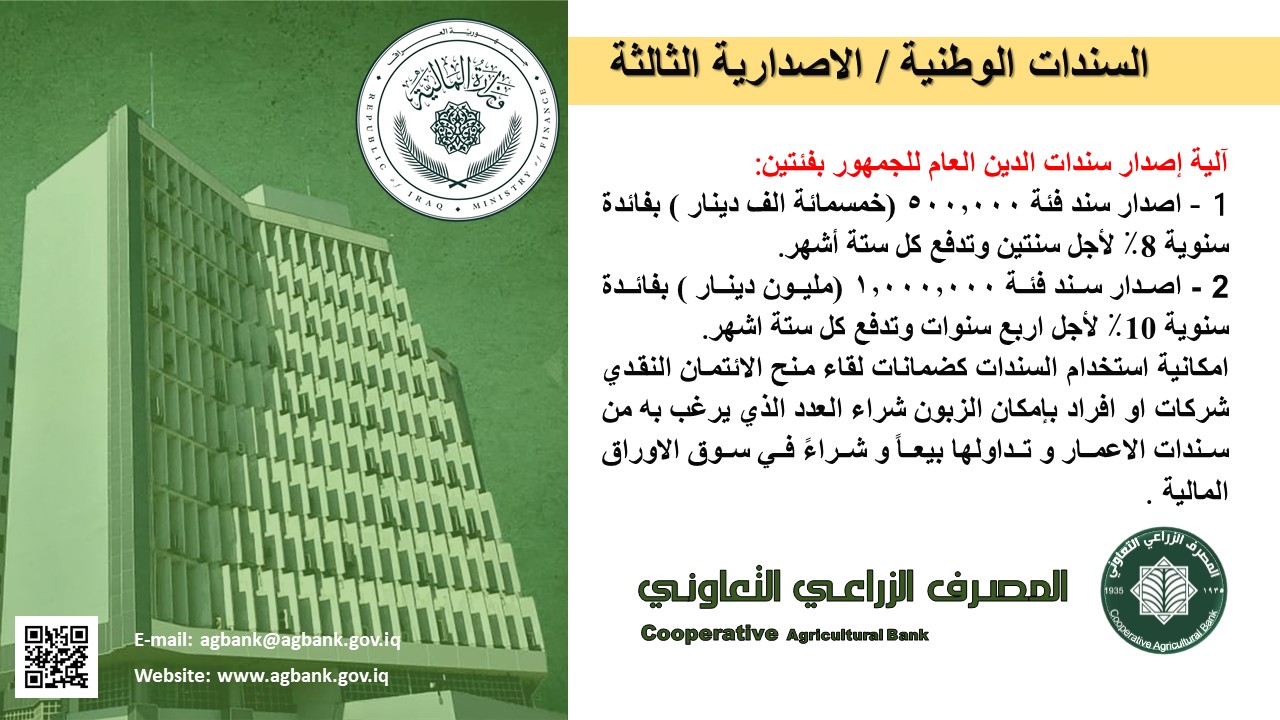 السندات الوطنية / الاصدارية الثالثة
آلية إصدار سندات الدين العام للجمهور بفئتين:
1 - اصدار سند فئة ٥٠٠,٠٠٠ (خمسمائة الف دينار ) بفائدة
سنوية 8٪ لأجل سنتين وتدفع كل ستة أشهر.
2 - اصدار سند فئة ١,٠٠٠,٠٠٠ (مليون دينار ) بفائدة
سنوية 10٪ لأجل اربع سنوات وتدفع كل ستة اشهر.
امكانية استخدام السندات كضمانات لقاء منح الائتمان النقدي
شركات او افراد بإمكان الزبون شراء العدد الذي يرغب به من
سندات الاعمار و تداولها بيعاً و شراءً في سوق الاوراق
المالية .
المصرف الزراعي التعاوني
Cooperative Agricultural Bank
المصرف الزراعي التعاوني
1935 ١٩٣٥
Cooperative Agricultural Bank
جمهورية العراق
وزارة المالية
REPUBLIC of IRAQ • MINISTRY of FINANCE
E-mail: agbank@agbank.gov.iq
Website: www.agbank.gov.iq